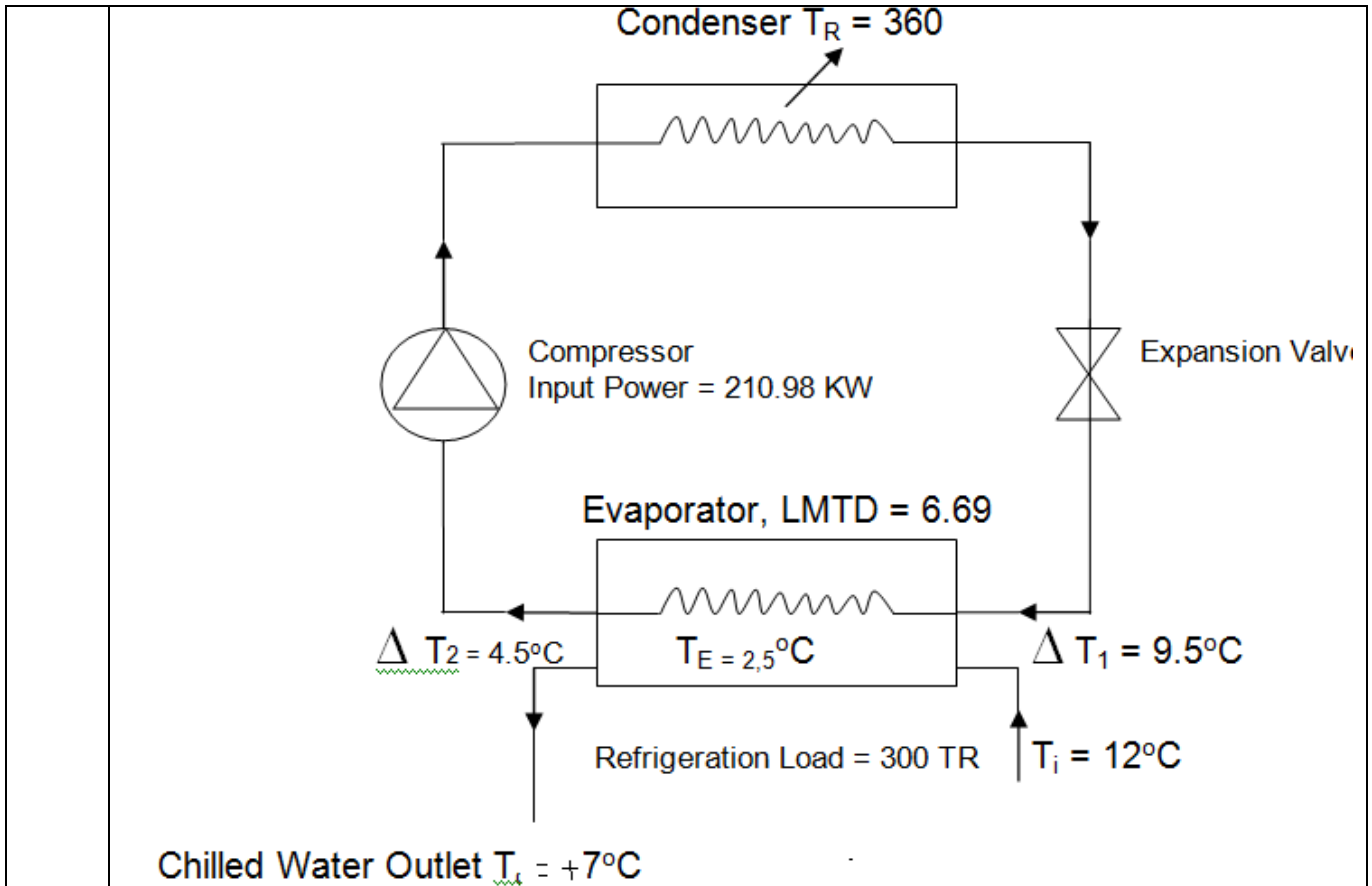 Condenser T_R = 360
Compressor
Input Power = 210.98 KW
Expansion Valv
Evaporator, LMTD = 6.69
Δ T2 = 4.5°C
T_E = 2,5°C
Δ T₁ = 9.5°C
Refrigeration Load = 300 TR
T_i = 12°C
Chilled Water Outlet T = +7°C